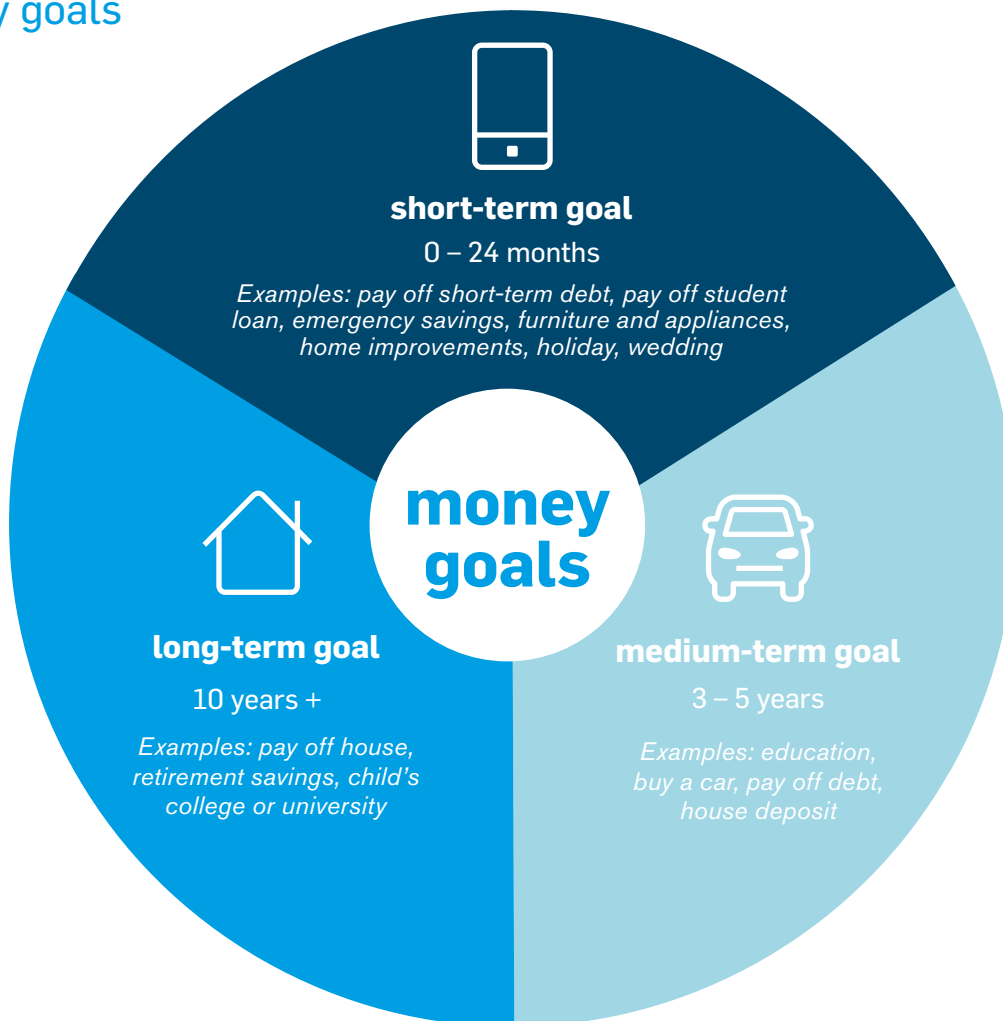 goals
short-term goal
0 – 24 months
Examples: pay off short-term debt, pay off student
loan, emergency savings, furniture and appliances,
home improvements, holiday, wedding
money
goals
long-term goal
10 years +
Examples: pay off house,
retirement savings, child's
college or university
medium-term goal
3 – 5 years
Examples: education,
buy a car, pay off debt,
house deposit